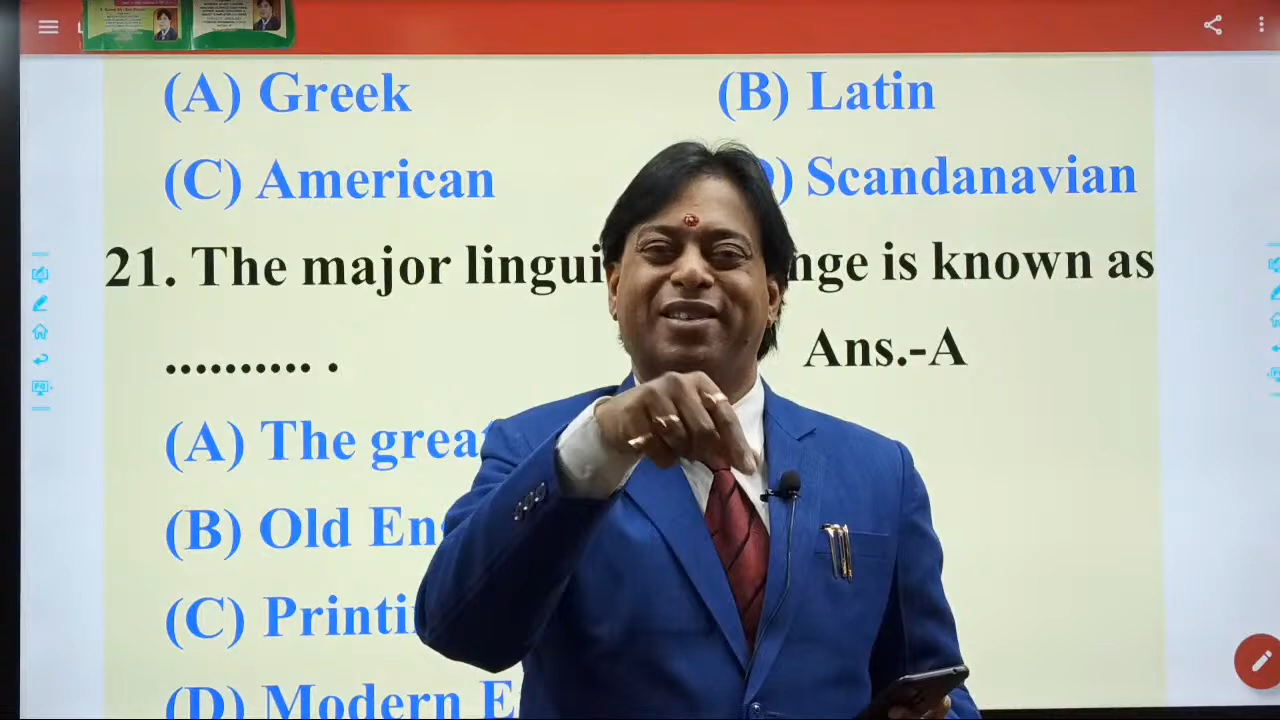 (A) Greek (B) Latin
(C) American ) Scandanavian
21. The major lingui nge is known as
.......... . Ans.-A
(A) The grea
(B) Old En
(C) Printi
(D) Modern E